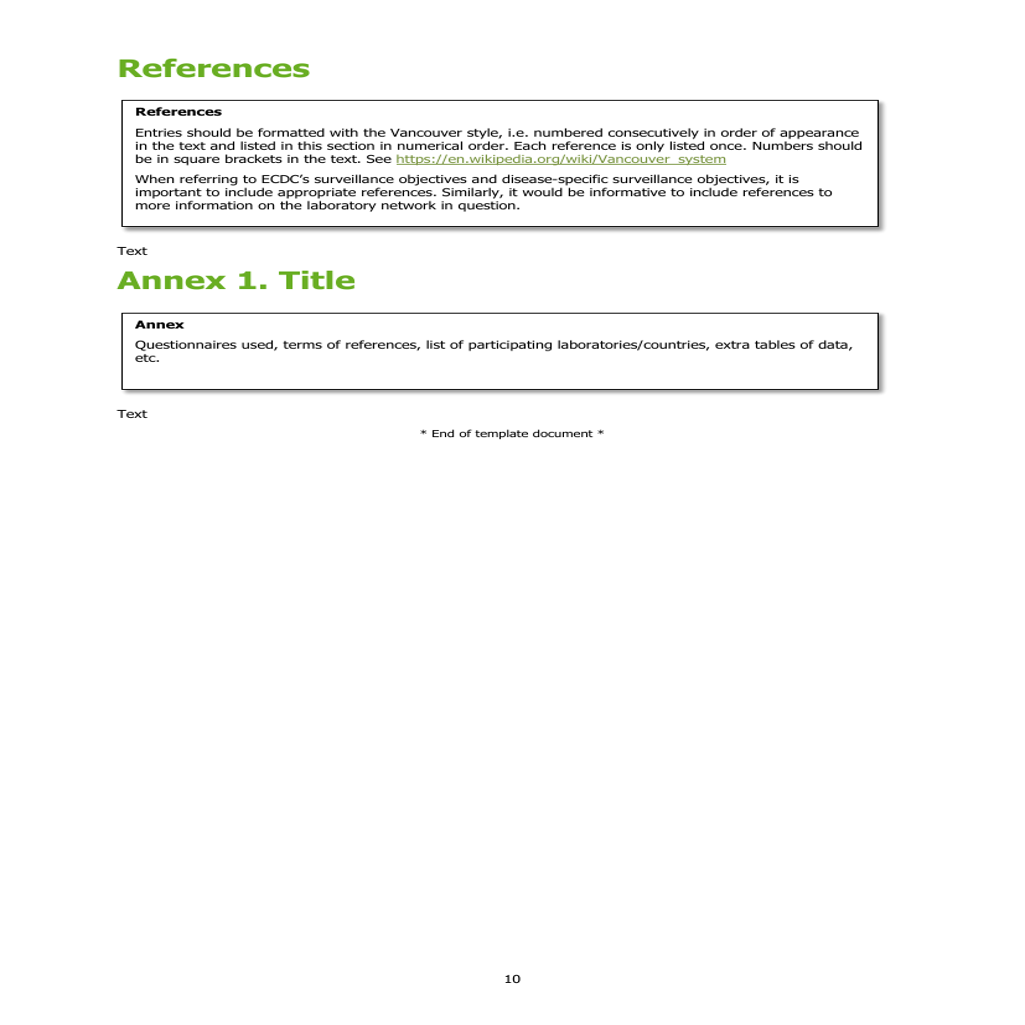 References
References
Entries should be formatted with the Vancouver style, i.e. numbered consecutively in order of appearance
in the text and listed in this section in numerical order. Each reference is only listed once. Numbers should
be in square brackets in the text. See https://en.wikipedia.org/wiki/Vancouver_system
When referring to ECDC’s surveillance objectives and disease-specific surveillance objectives, it is
important to include appropriate references. Similarly, it would be informative to include references to
more information on the laboratory network in question.
Text
Annex 1. Title
Annex
Questionnaires used, terms of references, list of participating laboratories/countries, extra tables of data,
etc.
Text
* End of template document *
10